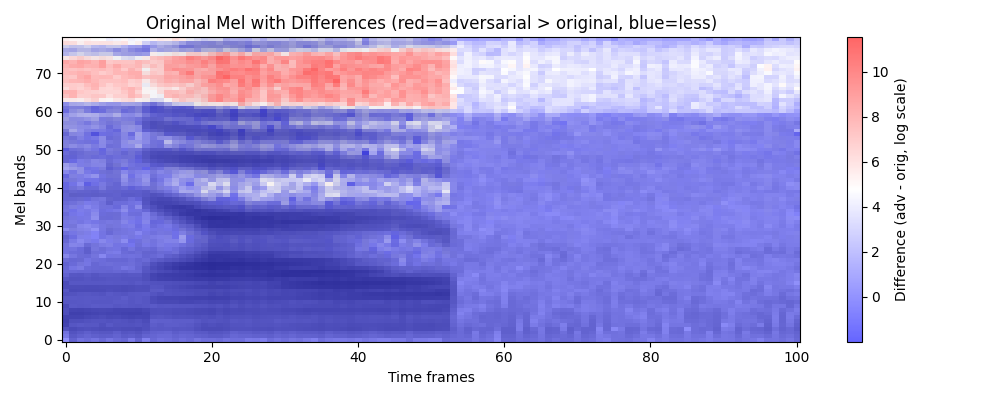 Original Mel with Differences (red=adversarial > original, blue=less)
70
60
50
40
30
20
10
0
Mel bands
0 20 40 60 80 100
Time frames
10
8
6
4
2
0
Difference (adv - orig, log scale)